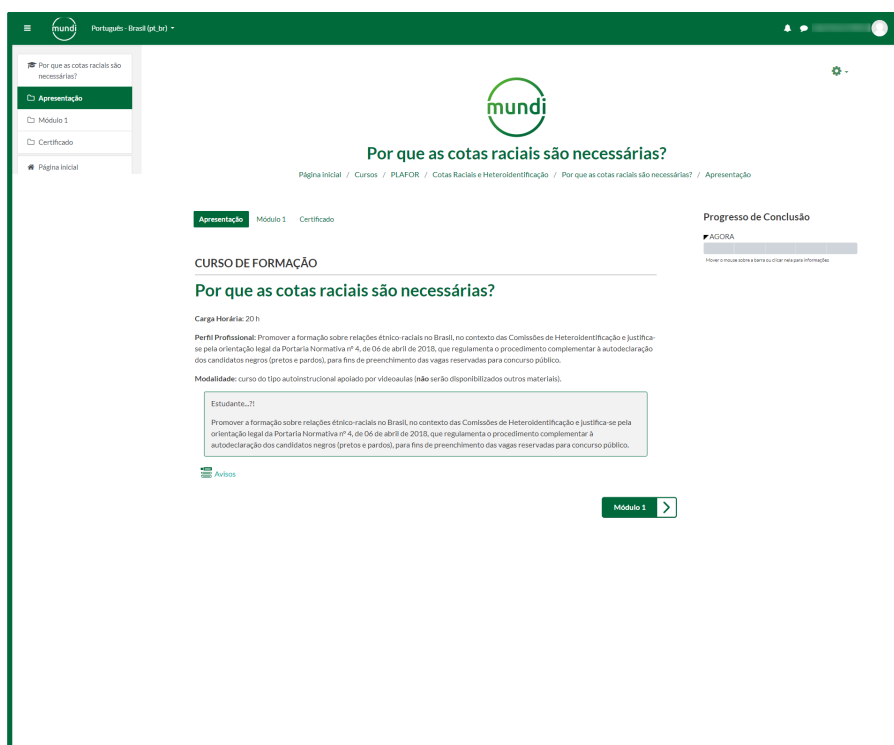 mundi
Português - Brasil (pt_br)
Por que as cotas raciais são
necessárias?
Apresentação
Módulo 1
Certificado
Página inicial
mundi
Por que as cotas raciais são necessárias?
Página inicial / Cursos / PLAFOR / Cotas Raciais e Heteroidentificação / Por que as cotas raciais são necessárias? / Apresentação
Apresentação Módulo 1 Certificado
Progresso de Conclusão
AGORA
Mover o mouse sobre a barra ou clicar nela para informações
CURSO DE FORMAÇÃO
Por que as cotas raciais são necessárias?
Carga Horária: 20 h
Perfil Profissional: Promover a formação sobre relações étnico-raciais no Brasil, no contexto das Comissões de Heteroidentificação e justifica-
se pela orientação legal da Portaria Normativa nº 4, de 06 de abril de 2018, que regulamenta o procedimento complementar à autodeclaração
dos candidatos negros (pretos e pardos), para fins de preenchimento das vagas reservadas para concurso público.
Modalidade: curso do tipo autoinstrucional apoiado por videoaulas (não serão disponibilizados outros materiais).
Estudante...?!
Promover a formação sobre relações étnico-raciais no Brasil, no contexto das Comissões de Heteroidentificação e justifica-se pela
orientação legal da Portaria Normativa nº 4, de 06 de abril de 2018, que regulamenta o procedimento complementar à
autodeclaração dos candidatos negros (pretos e pardos), para fins de preenchimento das vagas reservadas para concurso público.
Avisos
Módulo 1